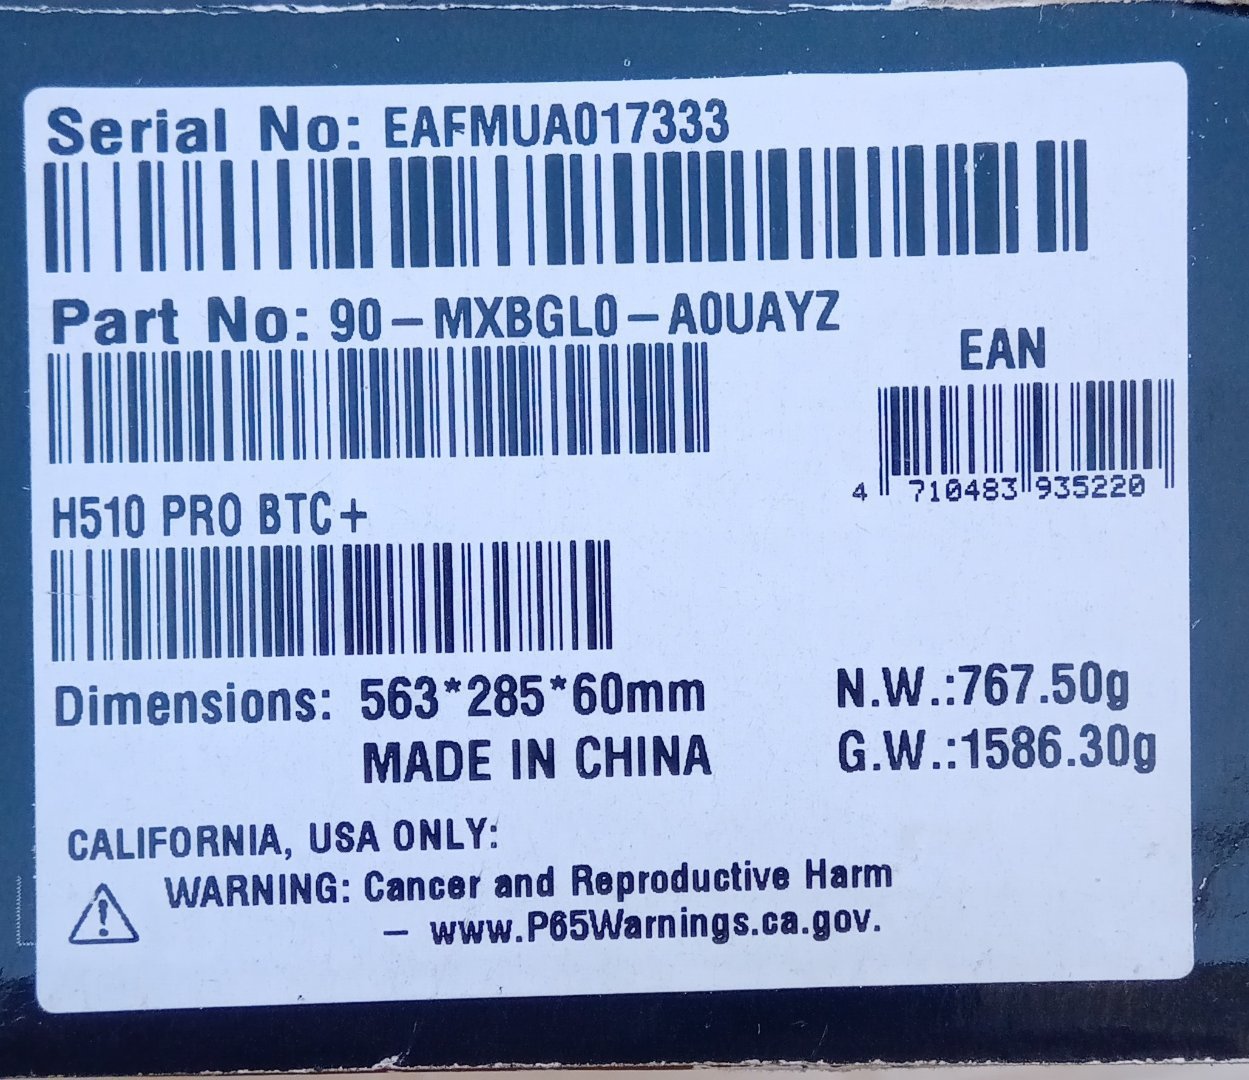 Serial No: EAFMUA017333
Part No: 90-MXBGL0-A0UAYZ
EAN
4 710483 935220
H510 PRO BTC+
Dimensions: 563*285*60mm
MADE IN CHINA
N.W.:767.50g
G.W.:1586.30g
CALIFORNIA, USA ONLY:
WARNING: Cancer and Reproductive Harm
- www.P65Warnings.ca.gov.